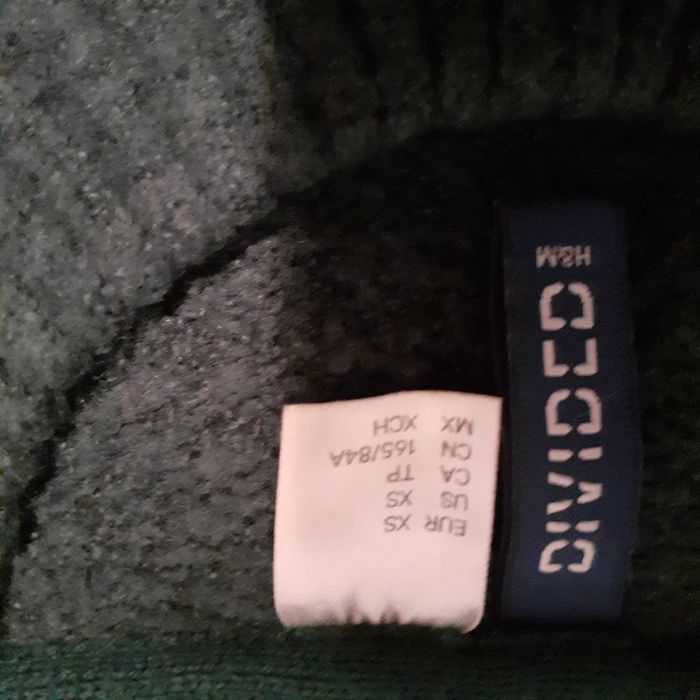 DIVIDED
H&M
EUR XS
US XS
CA TP
CN 165/84A
MX XCH